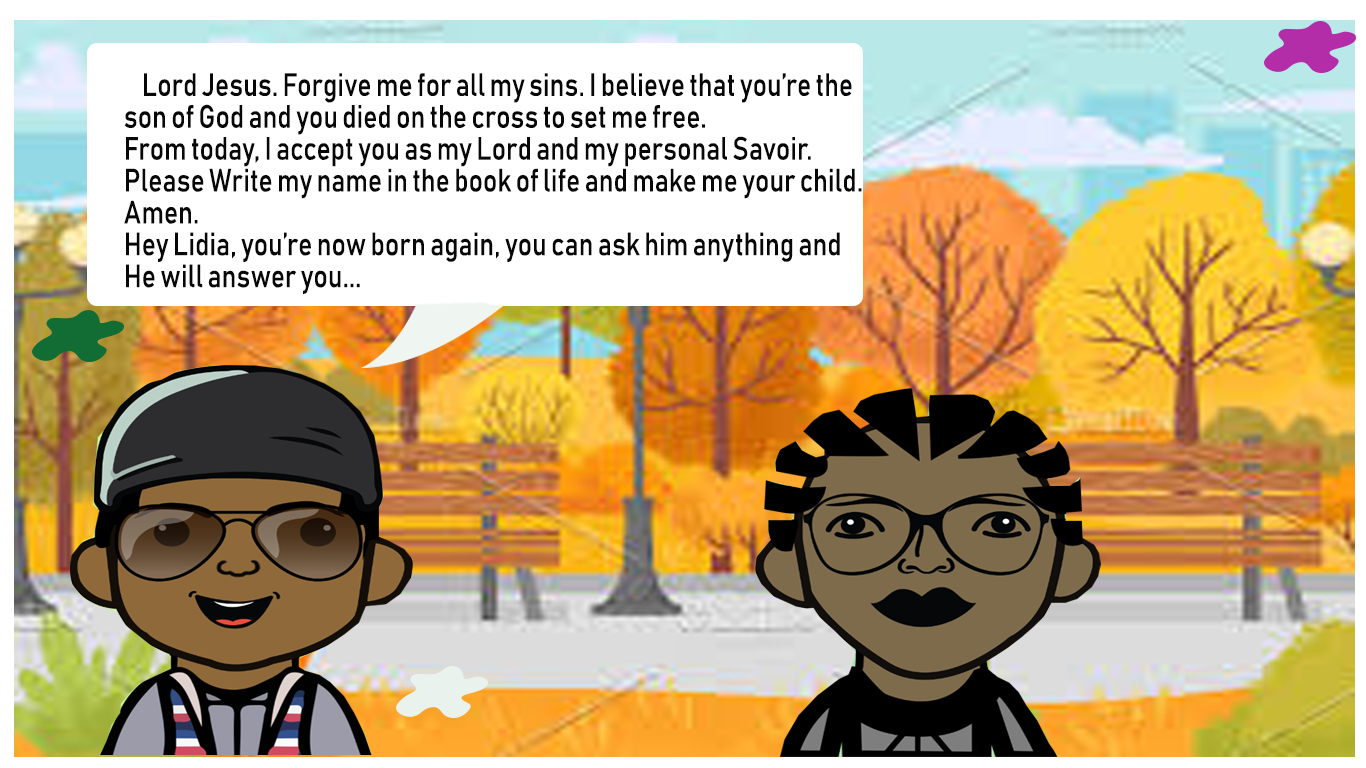 Lord Jesus. Forgive me for all my sins. I believe that you're the
son of God and you died on the cross to set me free.
From today, I accept you as my Lord and my personal Savoir.
Please Write my name in the book of life and make me your child.
Amen.
Hey Lidia, you're now born again, you can ask him anything and
He will answer you...